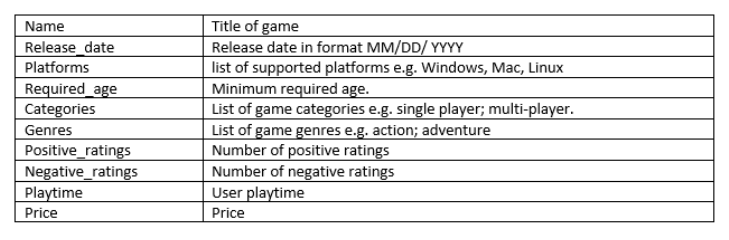 Name Title of game
Release_date Release date in format MM/DD/ YYYY
Platforms list of supported platforms e.g. Windows, Mac, Linux
Required_age Minimum required age.
Categories List of game categories e.g. single player; multi-player.
Genres List of game genres e.g. action; adventure
Positive_ratings Number of positive ratings
Negative_ratings Number of negative ratings
Playtime User playtime
Price Price